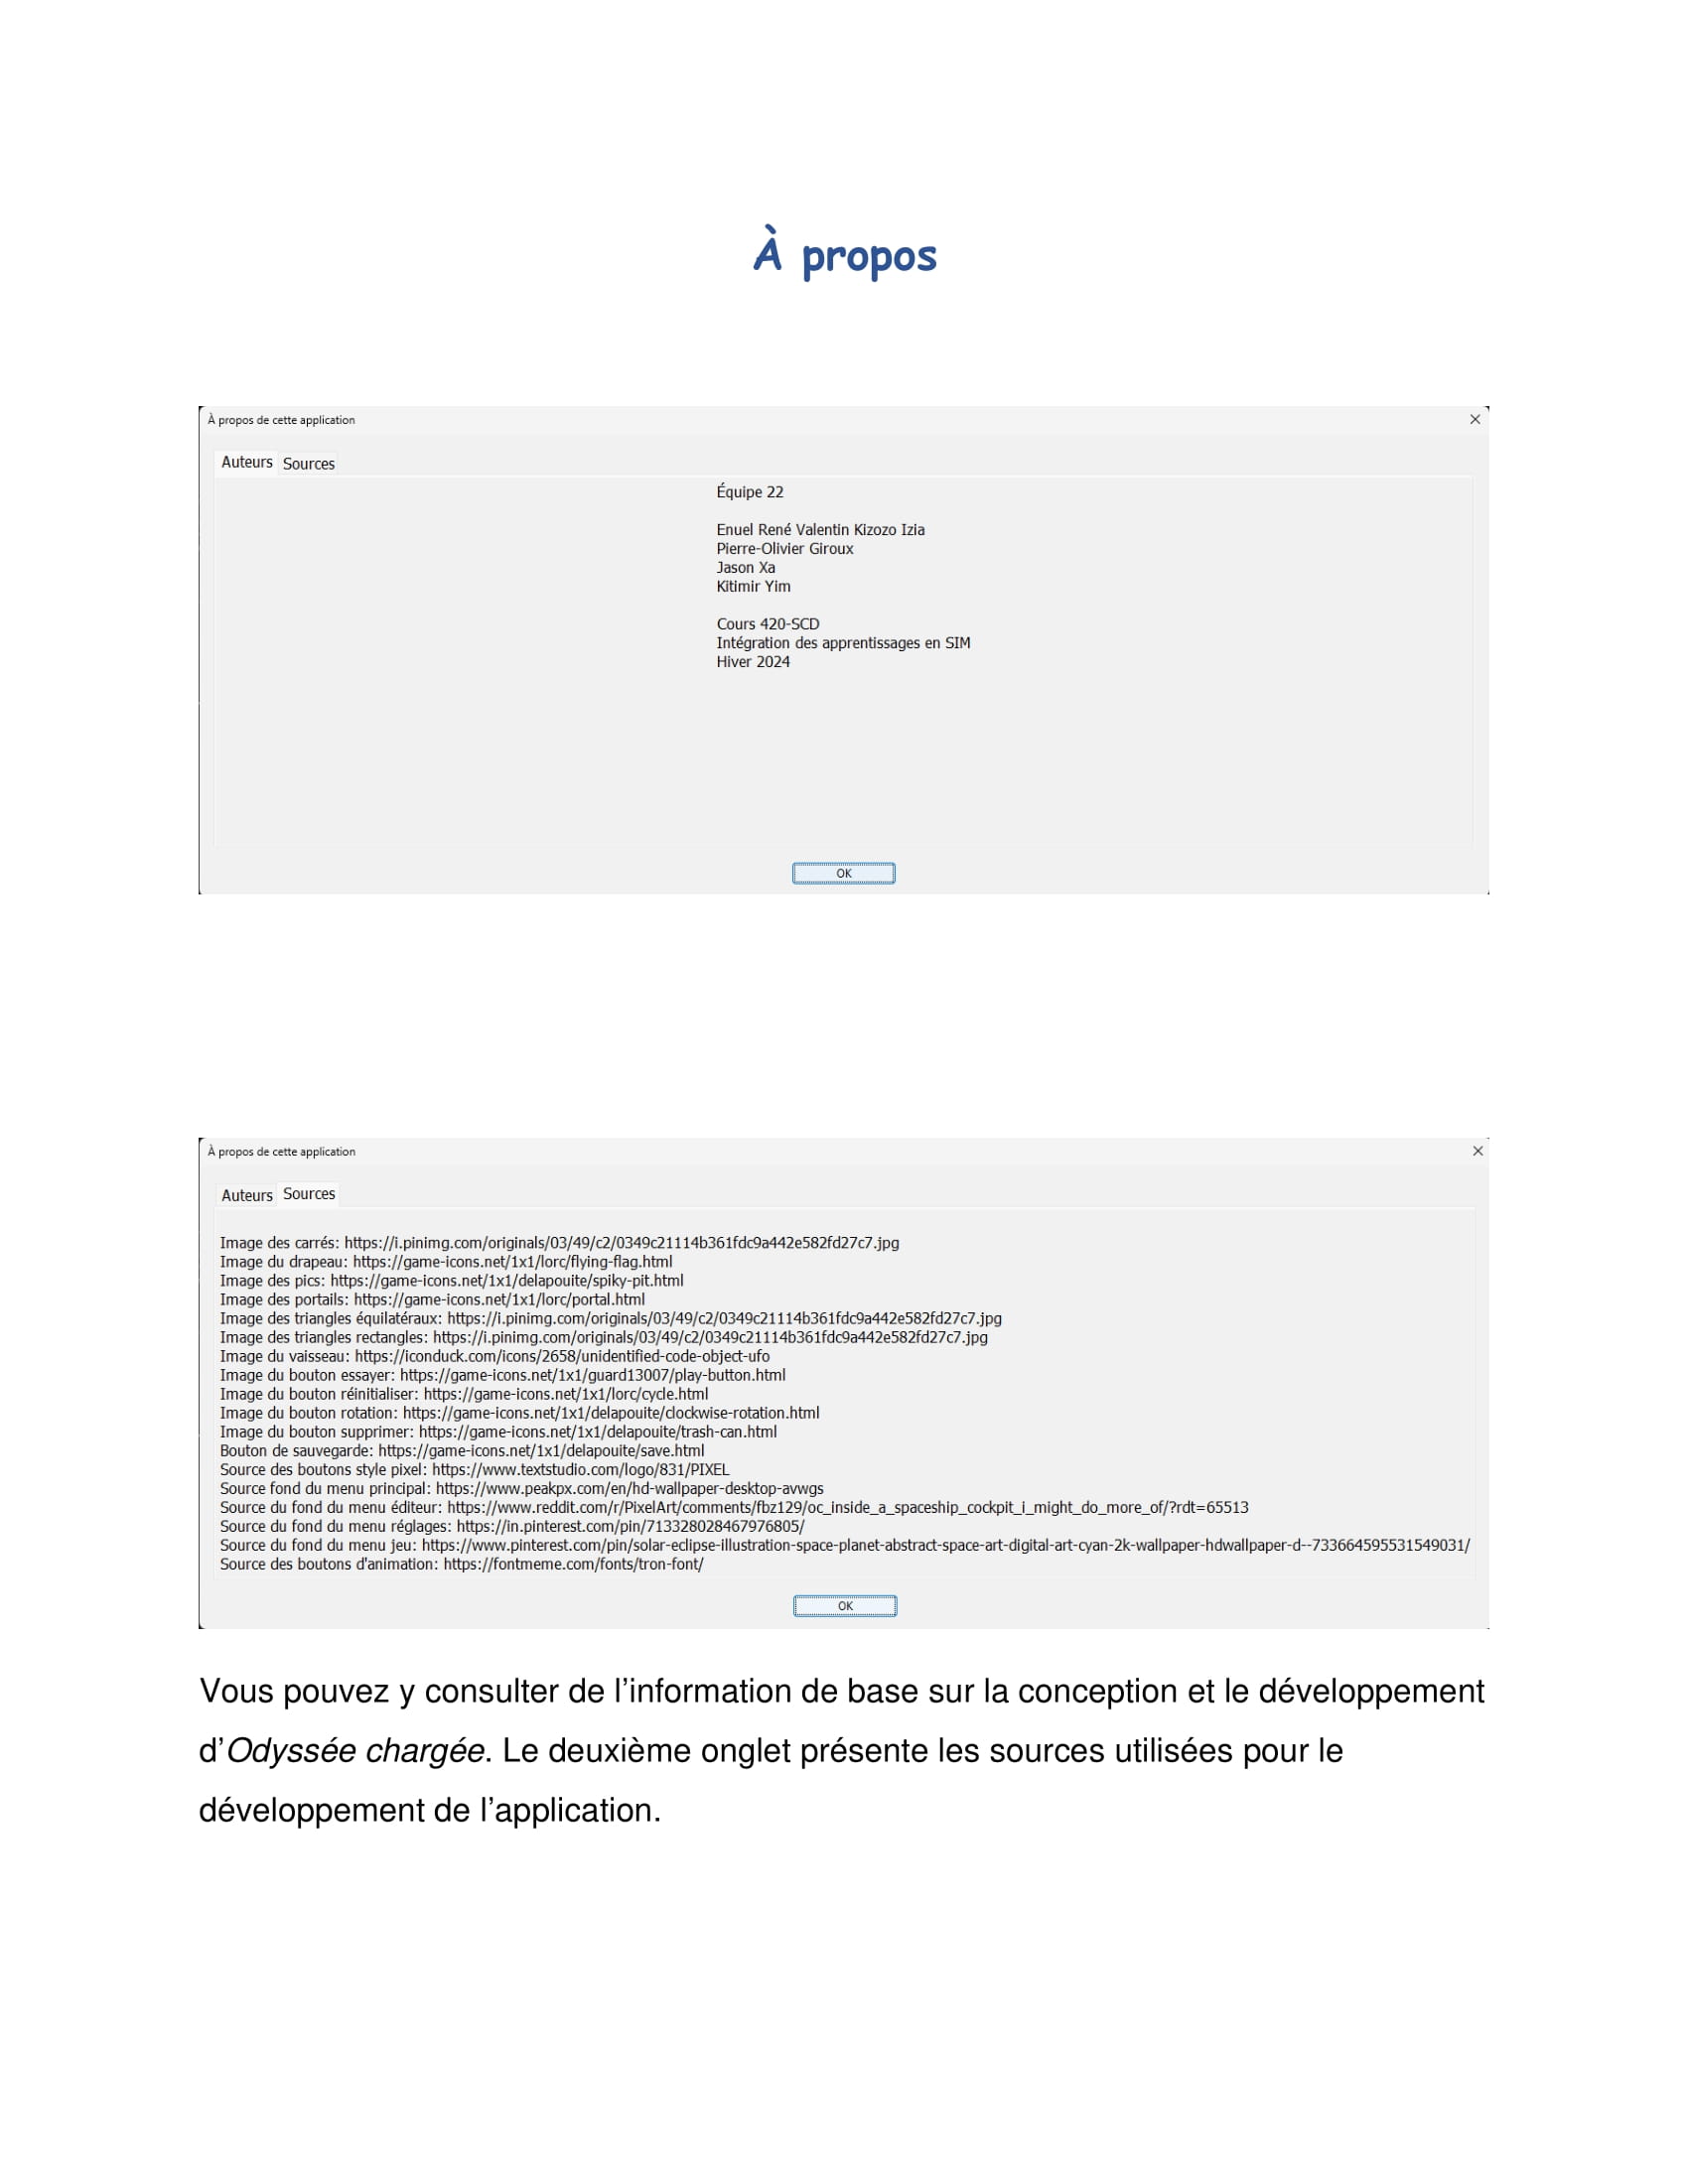 À propos
À propos de cette application
Auteurs Sources
Équipe 22
Enuel René Valentin Kizozo Izia
Pierre-Olivier Giroux
Jason Xa
Kitimir Yim
Cours 420-SCD
Intégration des apprentissages en SIM
Hiver 2024
OK
À propos de cette application
Auteurs Sources
Image des carrés: https://i.pinimg.com/originals/03/49/c2/0349c21114b361fdc9a442e582fd27c7.jpg
Image du drapeau: https://game-icons.net/1x1/lorc/flying-flag.html
Image des pics: https://game-icons.net/1x1/delapouite/spiky-pit.html
Image des portails: https://game-icons.net/1x1/lorc/portal.html
Image des triangles équilatéraux: https://i.pinimg.com/originals/03/49/c2/0349c21114b361fdc9a442e582fd27c7.jpg
Image des triangles rectangles: https://i.pinimg.com/originals/03/49/c2/0349c21114b361fdc9a442e582fd27c7.jpg
Image du vaisseau: https://iconduck.com/icons/2658/unidentified-code-object-ufo
Image du bouton essayer: https://game-icons.net/1x1/guard13007/play-button.html
Image du bouton réinitialiser: https://game-icons.net/1x1/lorc/cycle.html
Image du bouton rotation: https://game-icons.net/1x1/delapouite/clockwise-rotation.html
Image du bouton supprimer: https://game-icons.net/1x1/delapouite/trash-can.html
Bouton de sauvegarde: https://game-icons.net/1x1/delapouite/save.html
Source des boutons style pixel: https://www.textstudio.com/logo/831/PIXEL
Source fond du menu principal: https://www.peakpx.com/en/hd-wallpaper-desktop-avwgs
Source du fond du menu éditeur: https://www.reddit.com/r/PixelArt/comments/fbz129/oc_inside_a_spaceship_cockpit_i_might_do_more_of/?rdt=65513
Source du fond du menu réglages: https://in.pinterest.com/pin/713328028467976805/
Source du fond du menu jeu: https://www.pinterest.com/pin/solar-eclipse-illustration-space-planet-abstract-space-art-digital-art-cyan-2k-wallpaper-hdwallpaper-d--733664595531549031/
Source des boutons d'animation: https://fontmeme.com/fonts/tron-font/
OK
Vous pouvez y consulter de l’information de base sur la conception et le développement
d’Odyssée chargée. Le deuxième onglet présente les sources utilisées pour le
développement de l’application.